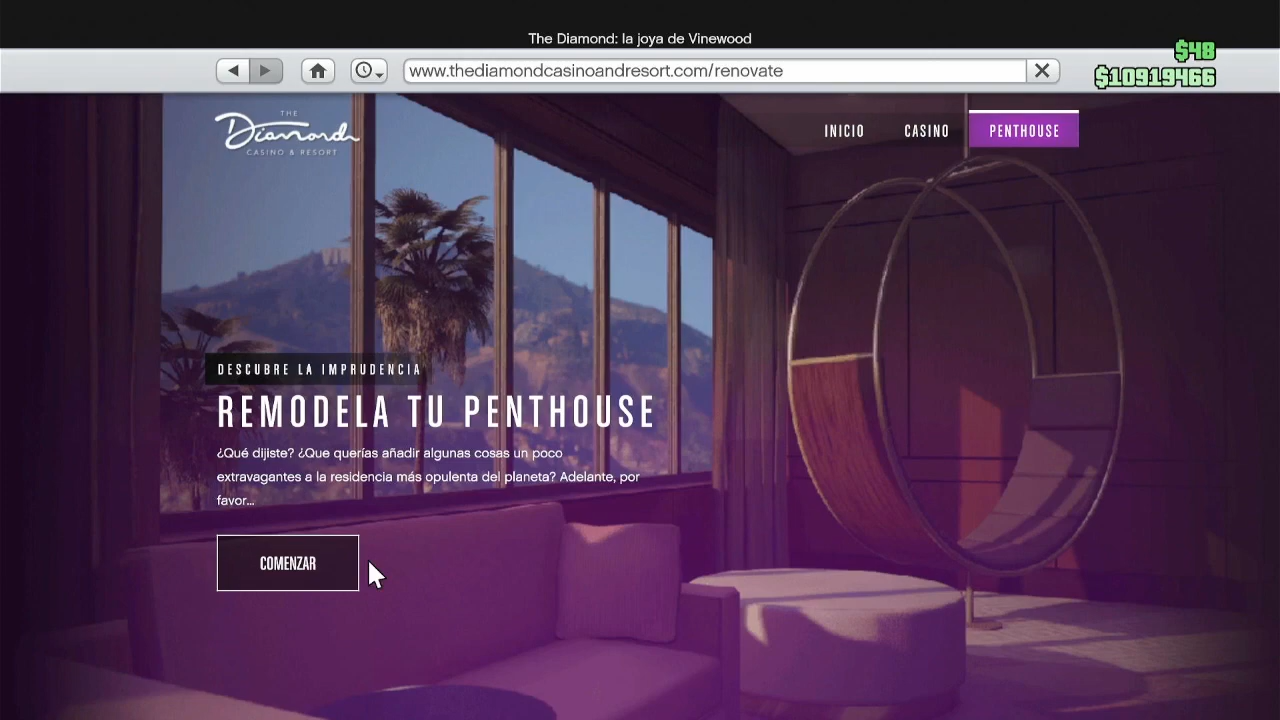 The Diamond: la joya de Vinewood
$48
www.thediamondcasinoandresort.com/renovate
$10919466
THE
Diamond
CASINO & RESORT
INICIO
CASINO
PENTHOUSE
DESCUBRE LA IMPRUDENCIA
REMODELA TU PENTHOUSE
¿Qué dijiste? ¿Que querías añadir algunas cosas un poco
extravagantes a la residencia más opulenta del planeta? Adelante, por
favor...
COMENZAR